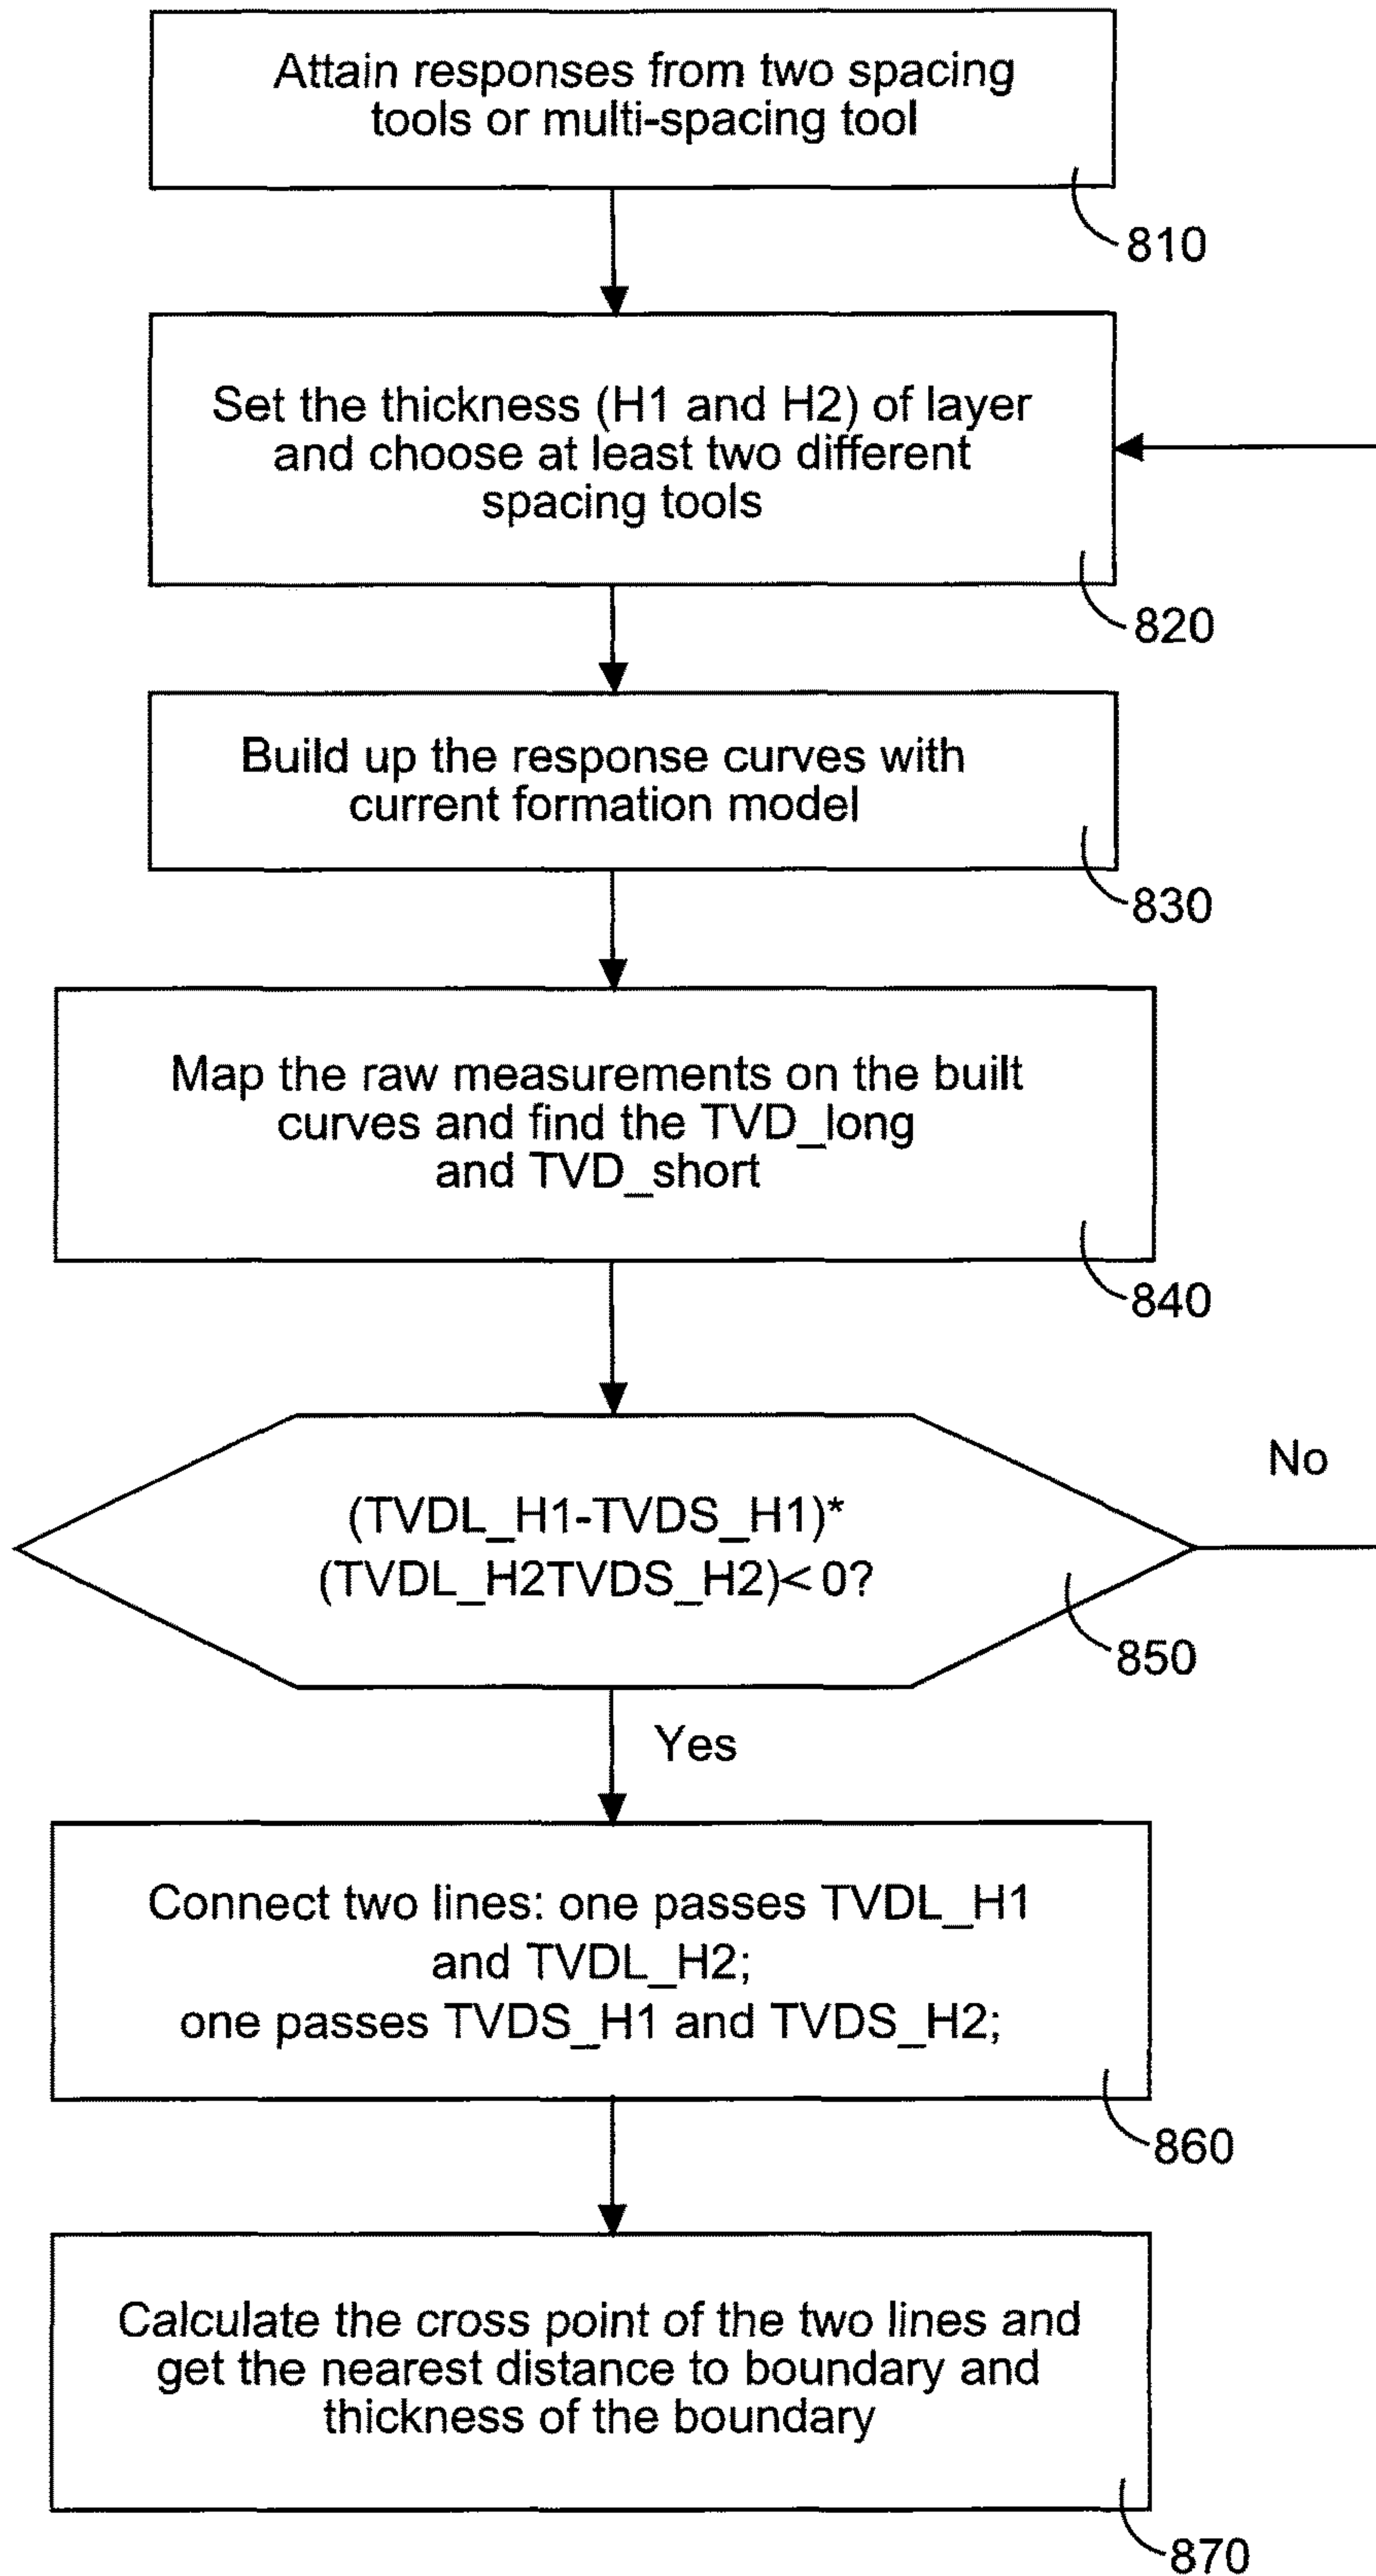 Attain responses from two spacing
tools or multi-spacing tool
810
Set the thickness (H1 and H2) of layer
and choose at least two different
spacing tools
820
Build up the response curves with
current formation model
830
Map the raw measurements on the built
curves and find the TVD_long
and TVD_short
840
No
(TVDL_H1-TVDS_H1)*
(TVDL_H2TVDS_H2)<0?
850
Yes
Connect two lines: one passes TVDL_H1
and TVDL_H2;
one passes TVDS_H1 and TVDS_H2;
860
Calculate the cross point of the two lines and
get the nearest distance to boundary and
thickness of the boundary
870